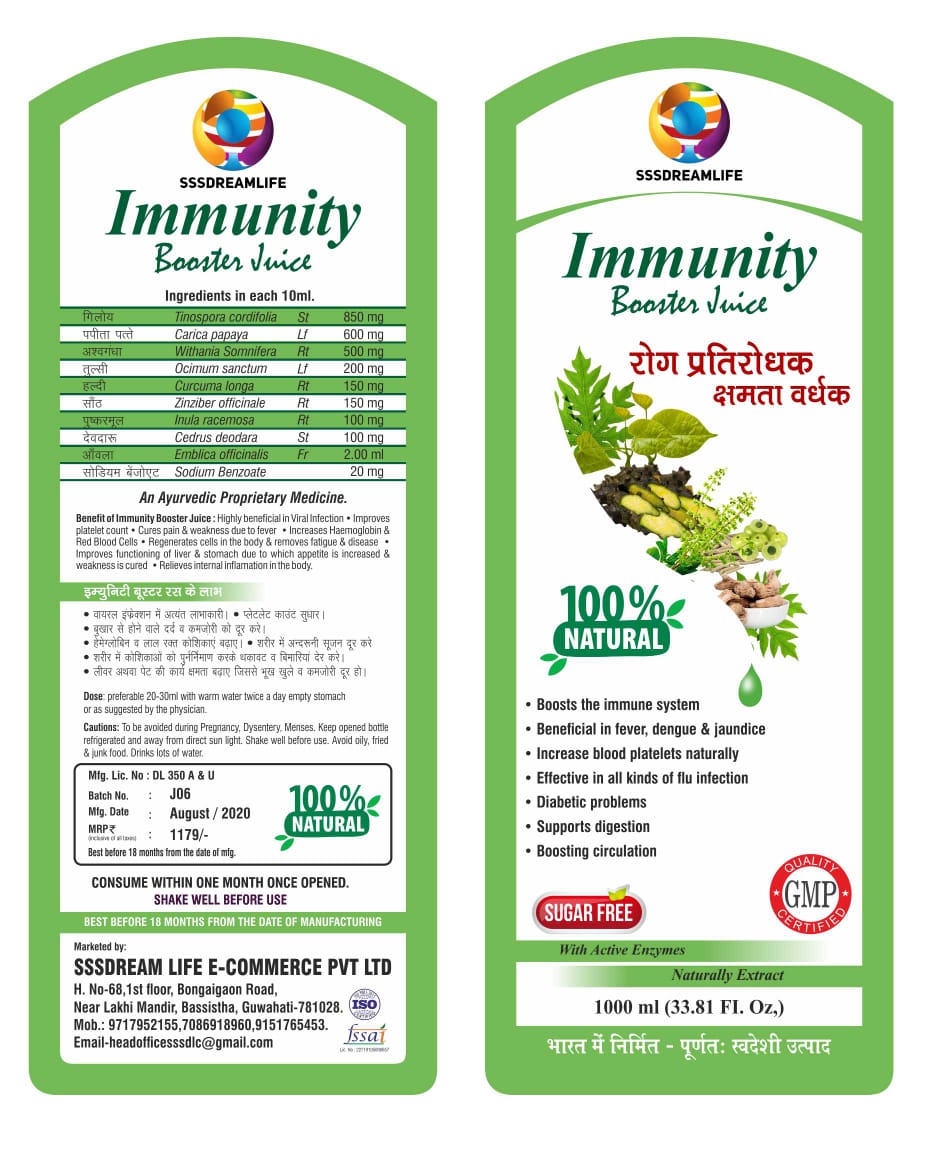 SSSDREAMLIFE
Immunity
Booster Juice
Ingredients in each 10ml.
गिलोय Tinospora cordifolia St 850 mg
पपीता पत्ते Carica papaya Lf 600 mg
अश्वगंधा Withania Somnifera Rt 500 mg
तुल्सी Ocimum sanctum Lf 200 mg
हल्दी Curcuma longa Rt 150 mg
सौंठ Zinziber officinale Rt 150 mg
पुष्करमूल Inula racemosa Rt 100 mg
देवदारू Cedrus deodara St 100 mg
आँवला Emblica officinalis Fr 2.00 ml
सोडियम बेंजोएट Sodium Benzoate 20 mg
An Ayurvedic Proprietary Medicine.
Benefit of Immunity Booster Juice : Highly beneficial in Viral Infection • Improves
platelet count • Cures pain & weakness due to fever • Increases Haemoglobin &
Red Blood Cells • Regenerates cells in the body & removes fatigue & disease •
Improves functioning of liver & stomach due to which appetite is increased &
weakness is cured • Relieves internal inflamation in the body.
इम्युनिटी बूस्टर रस के लाभ
• वायरल इंफ्रेक्शन में अत्यंत लाभाकारी। • प्लेटलेट काउंट सुधार।
• बुखार से होने वाले दर्द व कमजोरी को दूर करे।
• हेमेग्लोबिन व लाल रक्त कोशिकाएं बढ़ाए। • शरीर में अन्दरूनी सूजन दूर करे
• शरीर में कोशिकाओं को पुर्नर्निर्माण करके थकावट व बिमारियां देर करे।
• लीवर अथवा पेट की कार्य क्षमता बढ़ाए जिससे भूख खुले व कमजोरी दूर हो।
Dose: preferable 20-30ml with warm water twice a day empty stomach
or as suggested by the physician.
Cautions: To be avoided during Pregnancy, Dysentery, Menses. Keep opened bottle
refrigerated and away from direct sun light. Shake well before use. Avoid oily, fried
& junk food. Drinks lots of water.
Mfg. Lic. No : DL 350 A & U
Batch No. : J06
Mfg. Date : August / 2020
MRP₹ : 1179/-
(inclusive of all taxes)
Best before 18 months from the date of mfg.
100%
NATURAL
CONSUME WITHIN ONE MONTH ONCE OPENED.
SHAKE WELL BEFORE USE
BEST BEFORE 18 MONTHS FROM THE DATE OF MANUFACTURING
Marketed by:
SSSDREAM LIFE E-COMMERCE PVT LTD
H. No-68,1st floor, Bongaigaon Road,
Near Lakhi Mandir, Bassistha, Guwahati-781028.
Mob.: 9717952155,7086918960,9151765453.
Email-headofficesssdlc@gmail.com
ISO
fssai
SSSDREAMLIFE
Immunity
Booster Juice
रोग प्रतिरोधक
क्षमता वर्धक
100%
NATURAL
• Boosts the immune system
• Beneficial in fever, dengue & jaundice
• Increase blood platelets naturally
• Effective in all kinds of flu infection
• Diabetic problems
• Supports digestion
• Boosting circulation
QUALITY
GMP
CERTIFIED
SUGAR FREE
With Active Enzymes
Naturally Extract
1000 ml (33.81 FI. Oz,)
भारत में निर्मित - पूर्णतः स्वदेशी उत्पाद